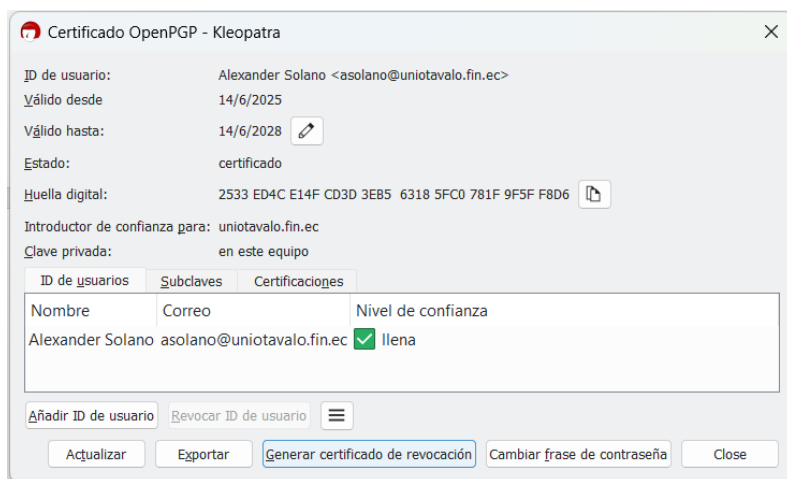 Certificado OpenPGP - Kleopatra
ID de usuario: Alexander Solano <asolano@uniotavalo.fin.ec>
Válido desde 14/6/2025
Válido hasta: 14/6/2028
Estado: certificado
Huella digital: 2533 ED4C E14F CD3D 3EB5 6318 5FC0 781F 9F5F F8D6
Introductor de confianza para: uniotavalo.fin.ec
Clave privada: en este equipo
ID de usuarios Subclaves Certificaciones
Nombre Correo Nivel de confianza
Alexander Solano asolano@uniotavalo.fin.ec llena
Añadir ID de usuario Revocar ID de usuario
Actualizar Exportar Generar certificado de revocación Cambiar frase de contraseña Close